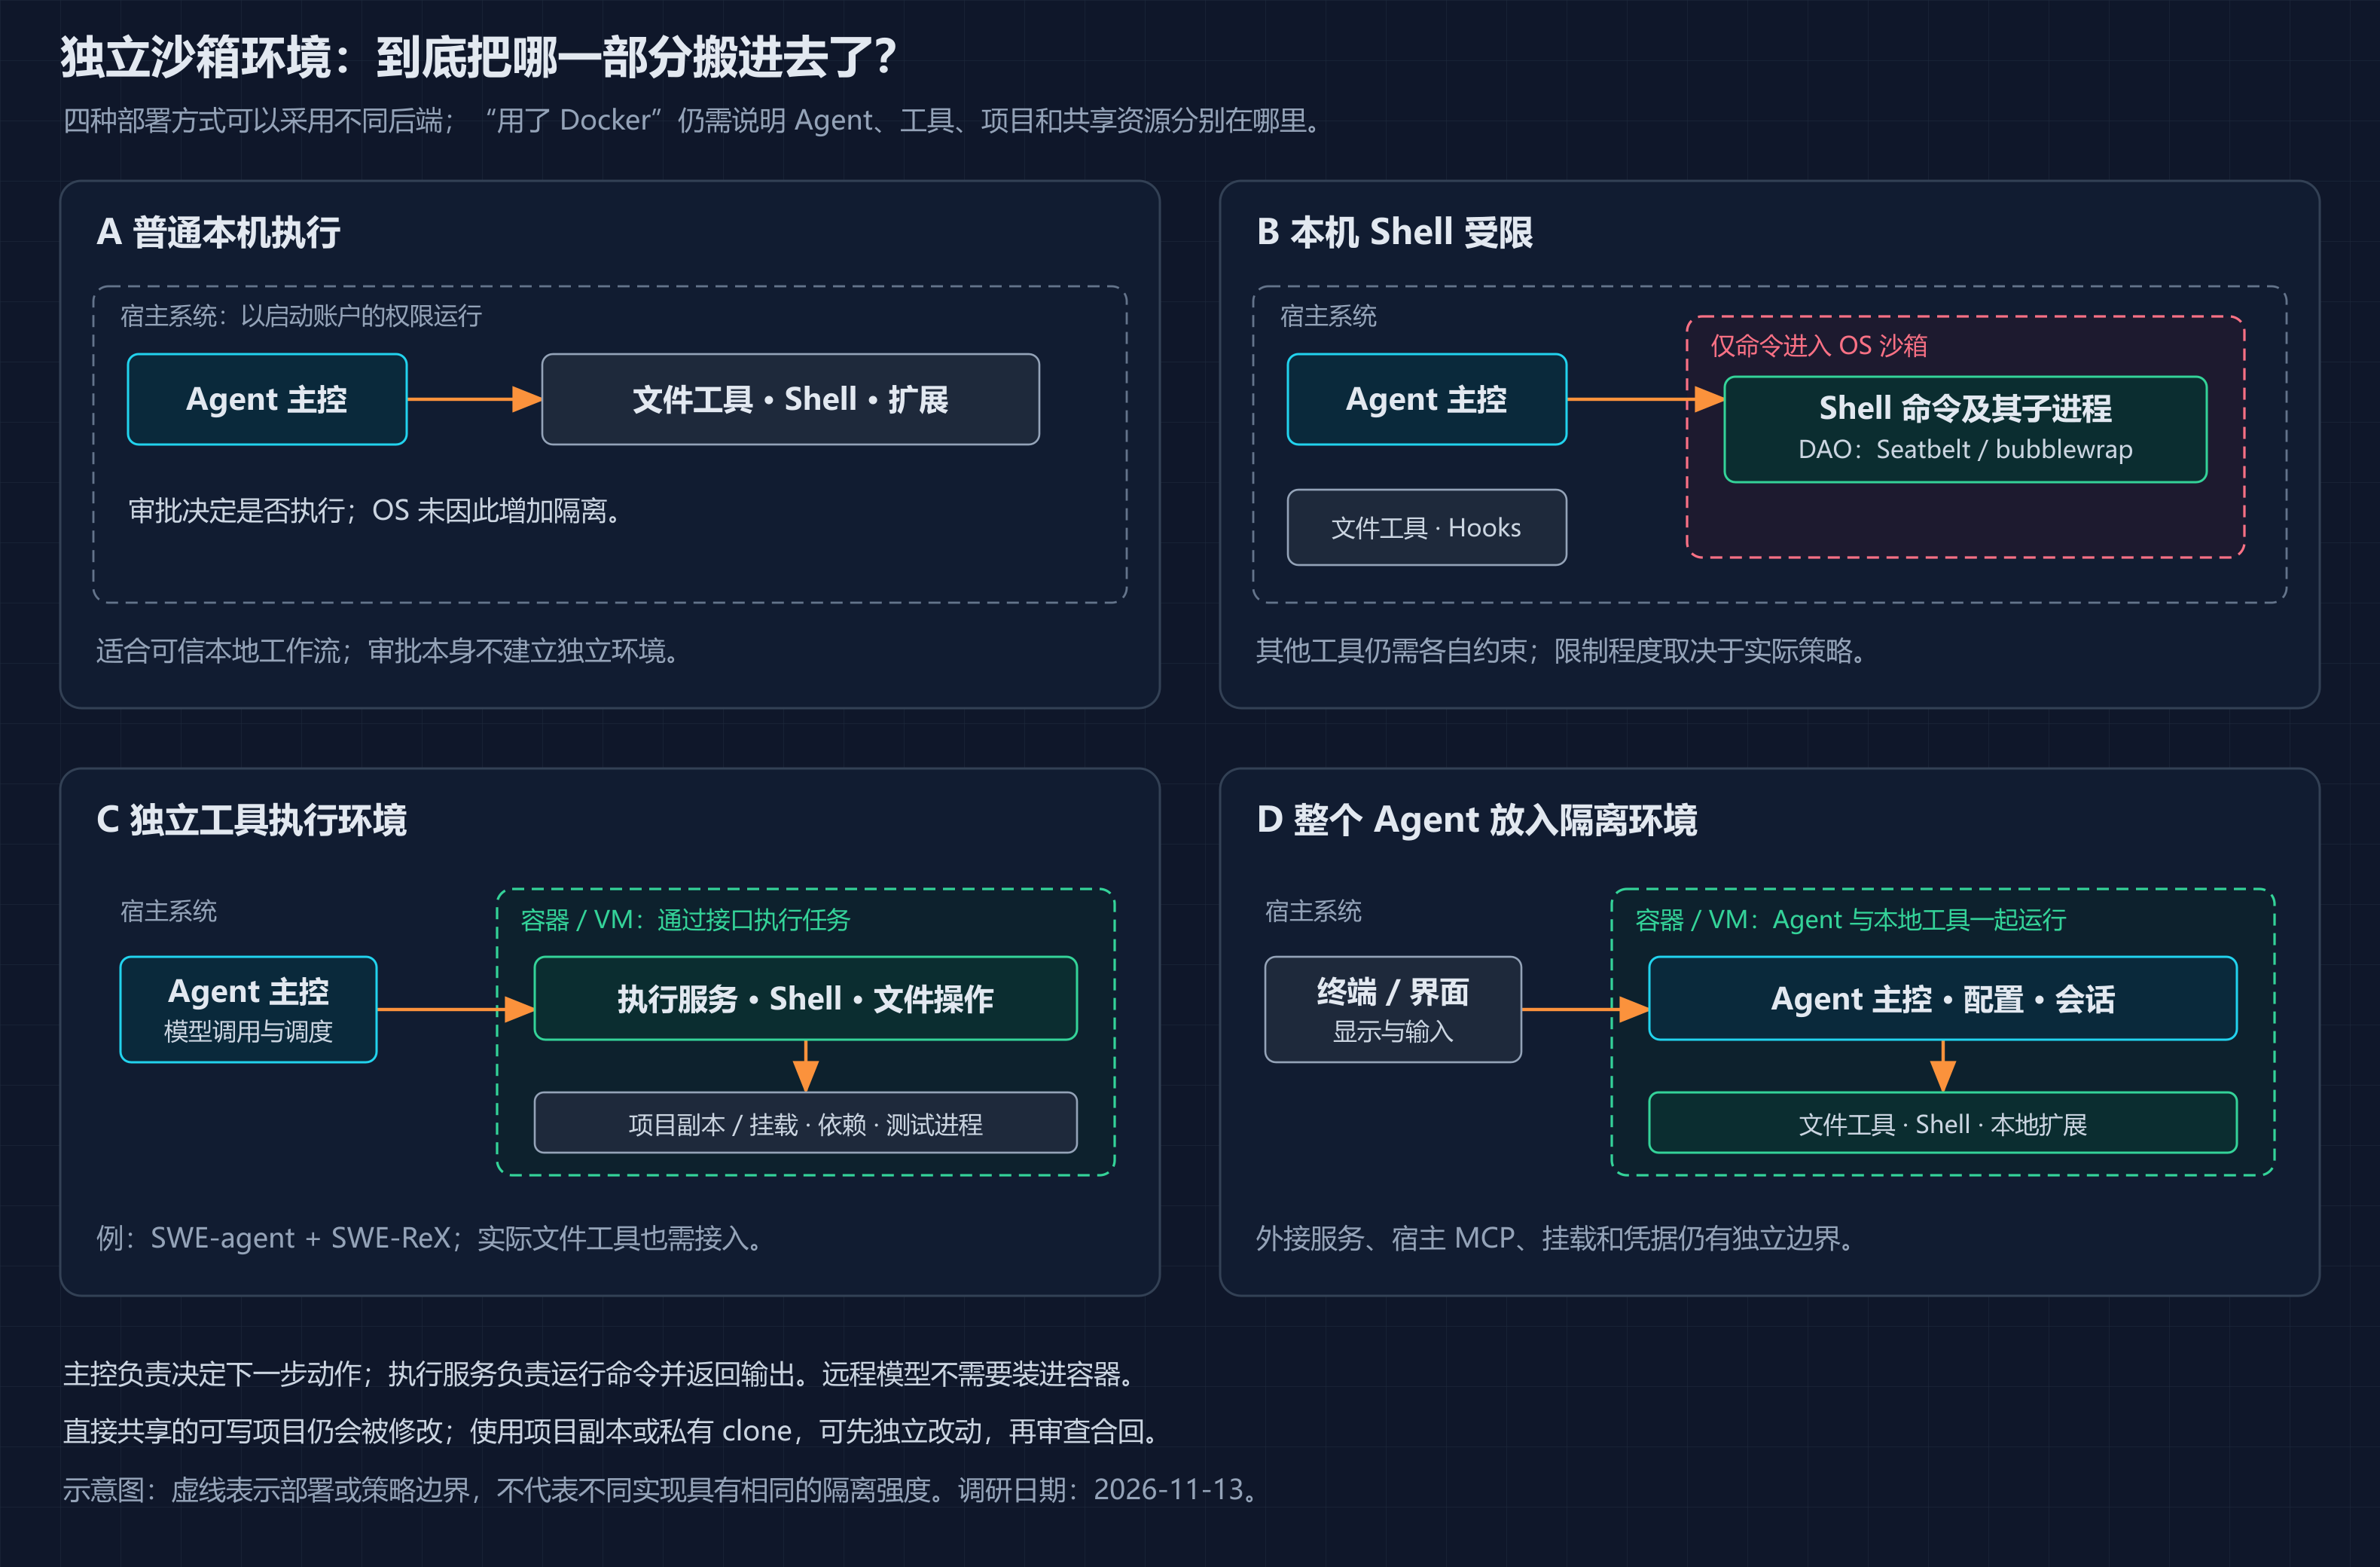 独立沙箱环境：到底把哪一部分搬进去了？
四种部署方式可以采用不同后端；“用了 Docker”仍需说明 Agent、工具、项目和共享资源分别在哪里。
A 普通本机执行
宿主系统：以启动账户的权限运行
Agent 主控
文件工具 • Shell • 扩展
审批决定是否执行；OS 未因此增加隔离。
适合可信本地工作流；审批本身不建立独立环境。
B 本机 Shell 受限
宿主系统
仅命令进入 OS 沙箱
Agent 主控
Shell 命令及其子进程
DAO：Seatbelt / bubblewrap
文件工具 · Hooks
其他工具仍需各自约束；限制程度取决于实际策略。
C 独立工具执行环境
宿主系统
容器 / VM：通过接口执行任务
Agent 主控
模型调用与调度
执行服务 • Shell • 文件操作
项目副本 / 挂载 · 依赖 · 测试进程
例：SWE-agent + SWE-ReX；实际文件工具也需接入。
D 整个 Agent 放入隔离环境
宿主系统
容器 / VM：Agent 与本地工具一起运行
终端 / 界面
显示与输入
Agent 主控 • 配置 • 会话
文件工具 · Shell · 本地扩展
外接服务、宿主 MCP、挂载和凭据仍有独立边界。
主控负责决定下一步动作；执行服务负责运行命令并返回输出。远程模型不需要装进容器。
直接共享的可写项目仍会被修改；使用项目副本或私有 clone，可先独立改动，再审查合回。
示意图：虚线表示部署或策略边界，不代表不同实现具有相同的隔离强度。调研日期：2026-11-13。